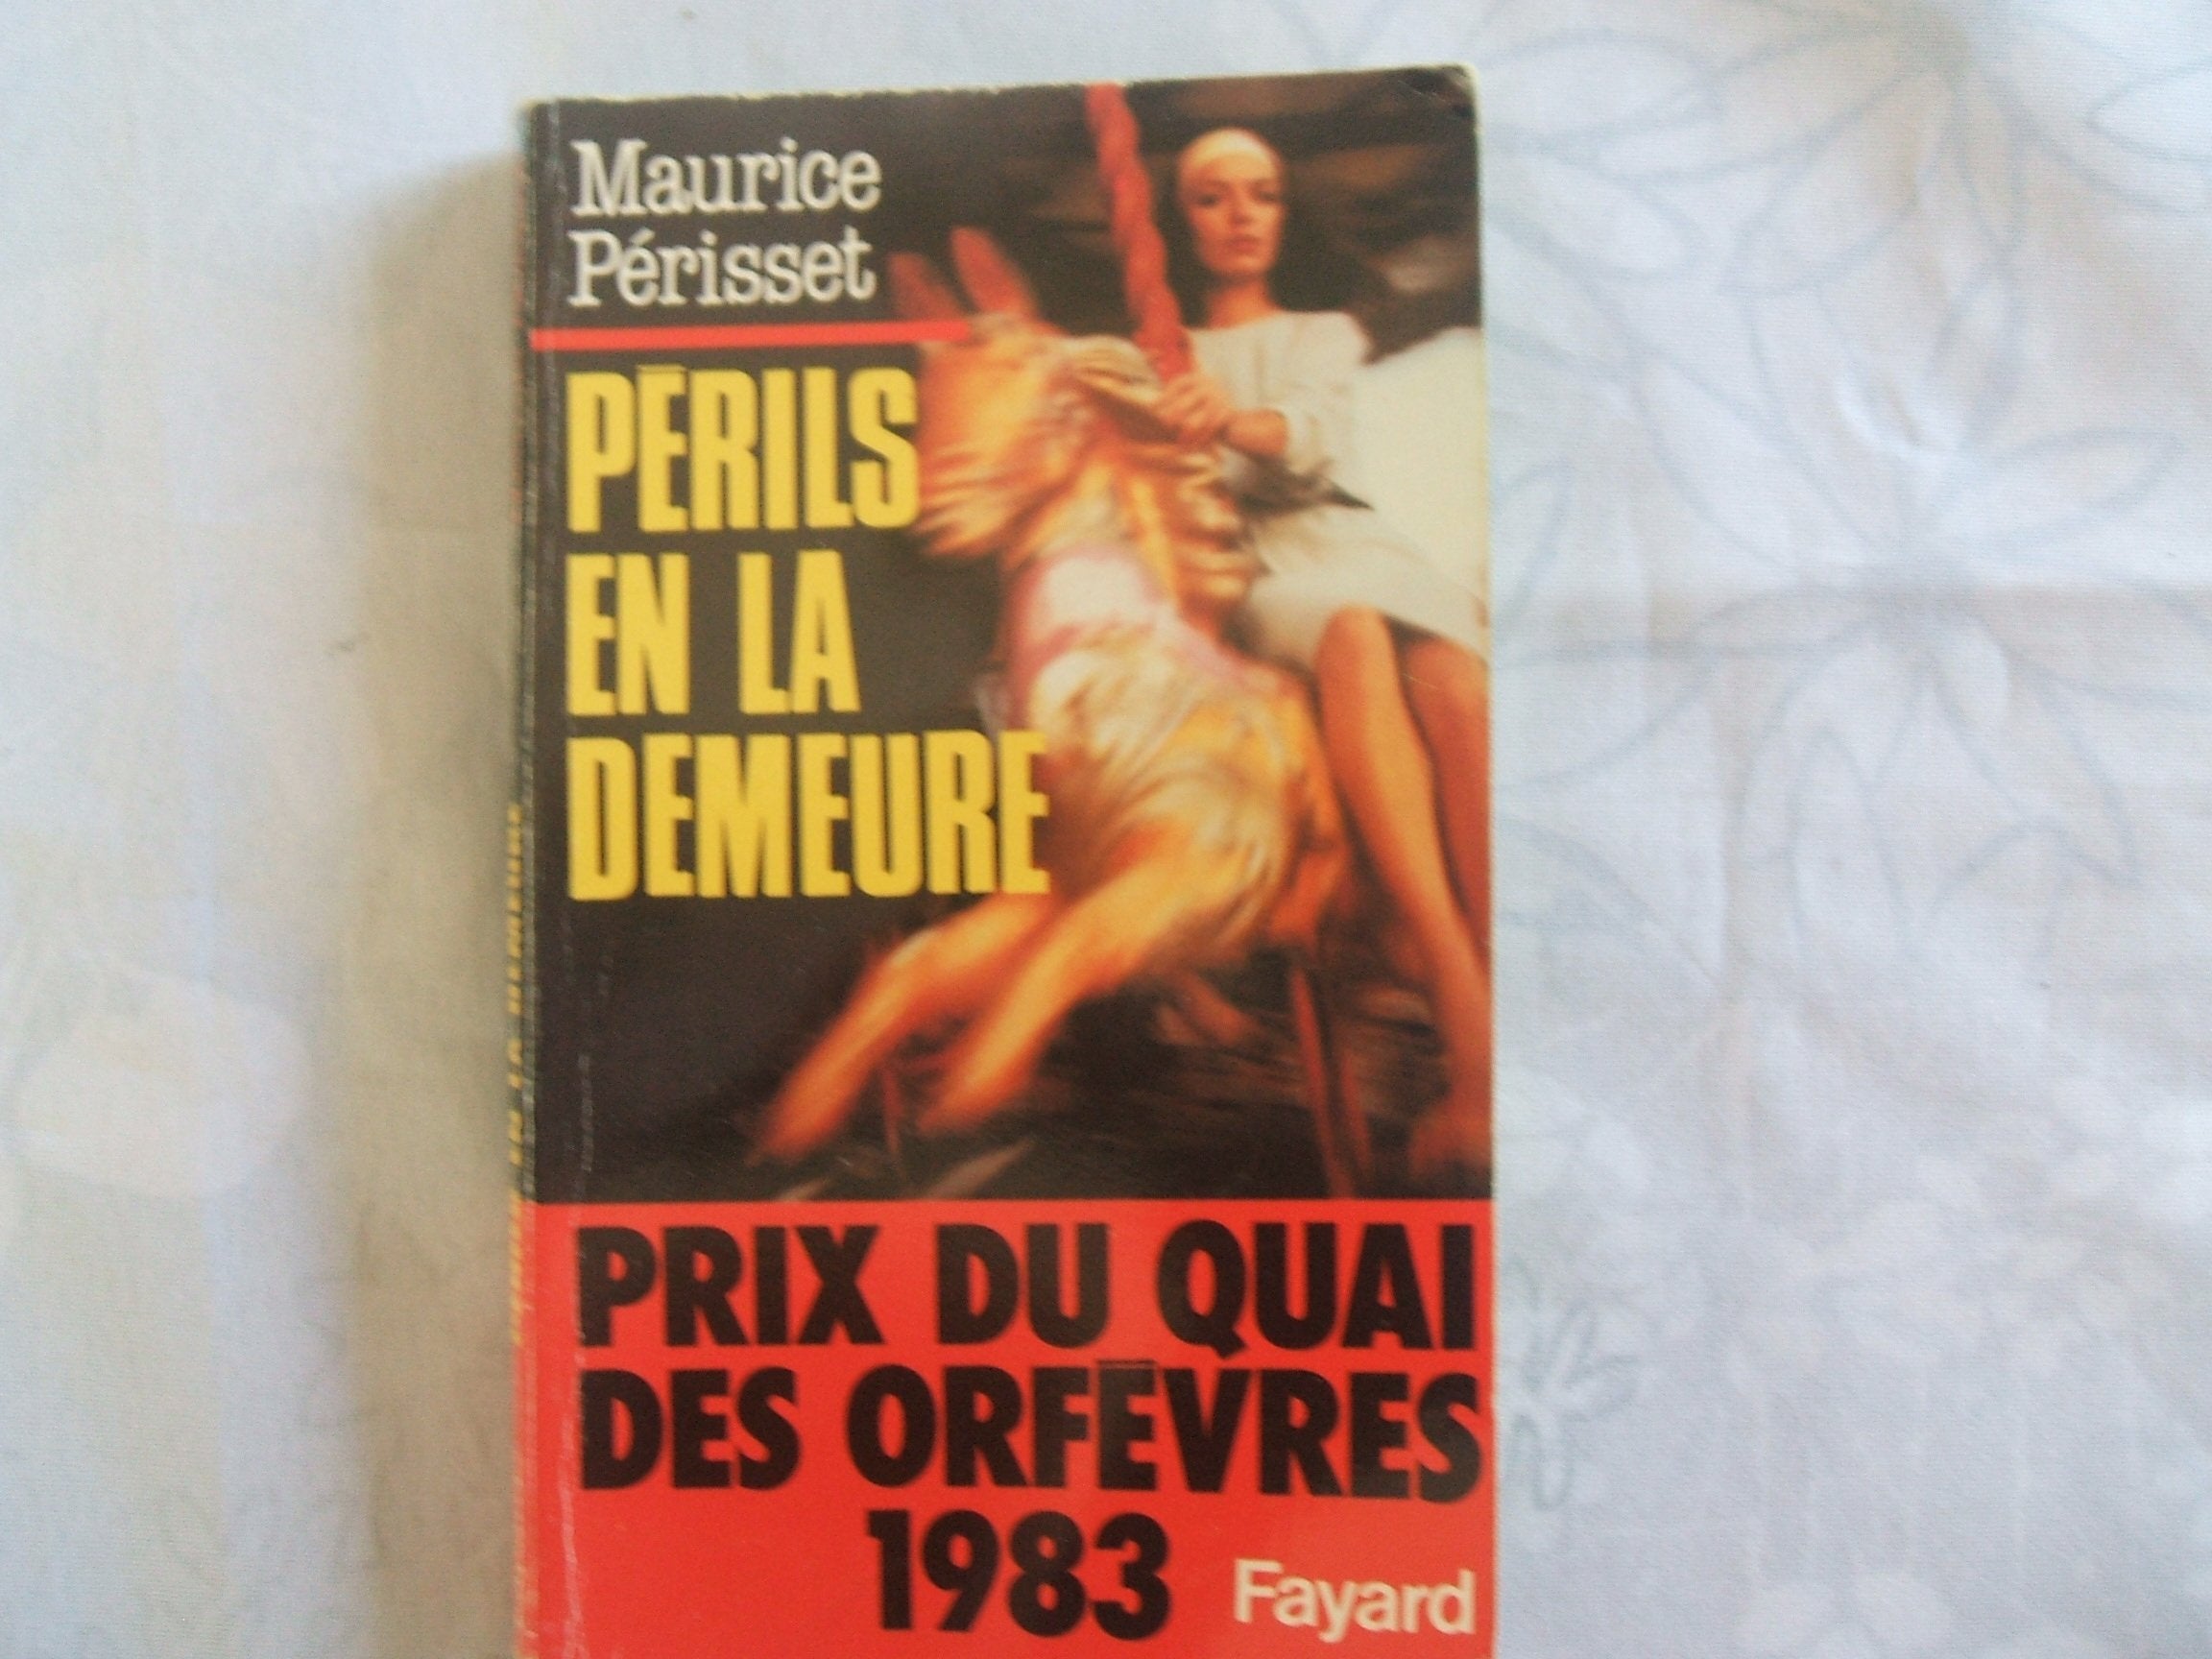 Maurice
Périsset
PÉRILS
EN LA
DEMEURE
PRIX DU QUAI
DES ORFÈVRES
1983
Fayard